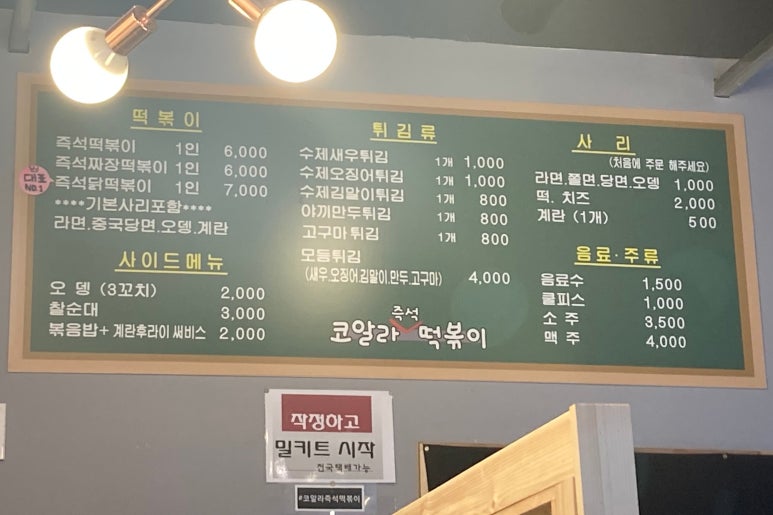 떡볶이
즉석떡볶이 1인 6,000
즉석짜장떡볶이 1인 6,000
대표 NO.1
즉석닭떡볶이 1인 7,000
****기본사리포함****
라면.중국당면.오뎅.계란
사이드메뉴
오 뎅 (3꼬치) 2,000
찰순대 3,000
볶음밥+계란후라이 써비스 2,000
튀김류
수제새우튀김 1개 1,000
수제오징어튀김 1개 1,000
수제김말이튀김 1개 800
야끼만두튀김 1개 800
고구마 튀김 1개 800
모듬튀김
(새우.오징어.김말이.만두.고구마) 4,000
즉석
코알라 떡볶이
사 리
(처음에 주문 해주세요)
라면.쫄면.당면.오뎅 1,000
떡. 치즈 2,000
계란 (1개) 500
음료·주류
음료수 1,500
쿨피스 1,000
소 주 3,500
맥 주 4,000
작정하고
밀키트 시작
전국택배가능
#코알라즉석떡볶이